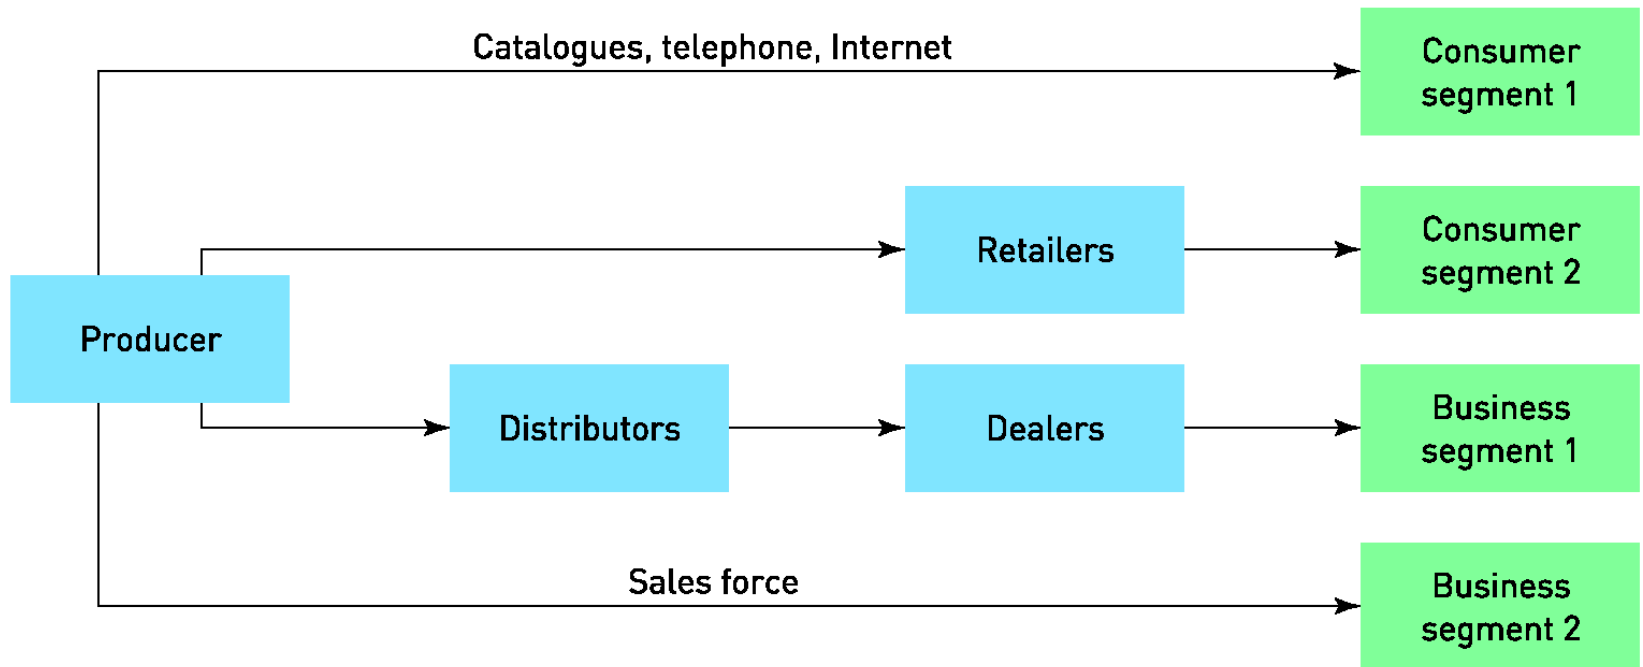 Catalogues, telephone, Internet
Consumer
segment 1
Retailers
Consumer
segment 2
Producer
Distributors
Dealers
Business
segment 1
Sales force
Business
segment 2